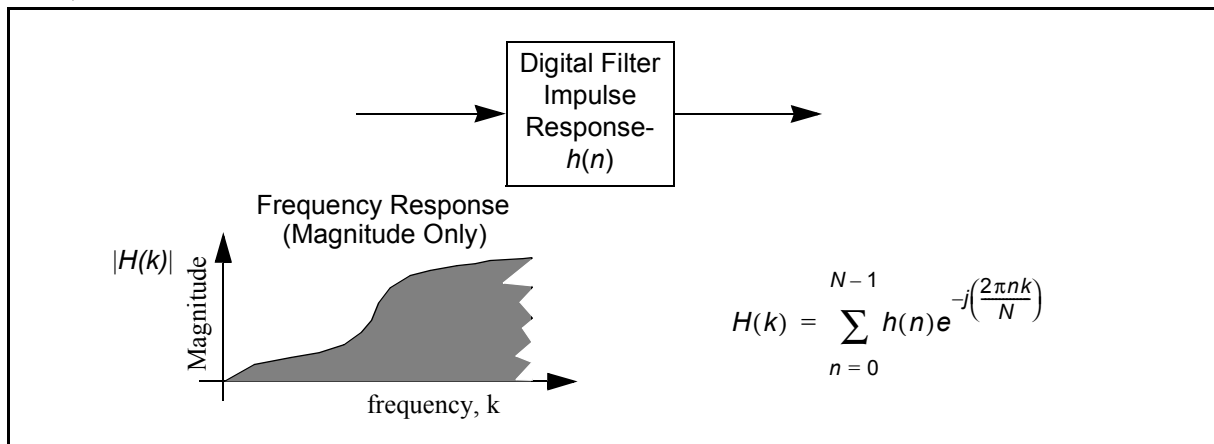 Digital Filter
Impulse
Response-
h(n)
Frequency Response
(Magnitude Only)
|H(k)|
Magnitude
frequency, k
H(k) = ∑_{n = 0}^{N – 1} h(n)e^{–j(2πnk/N)}